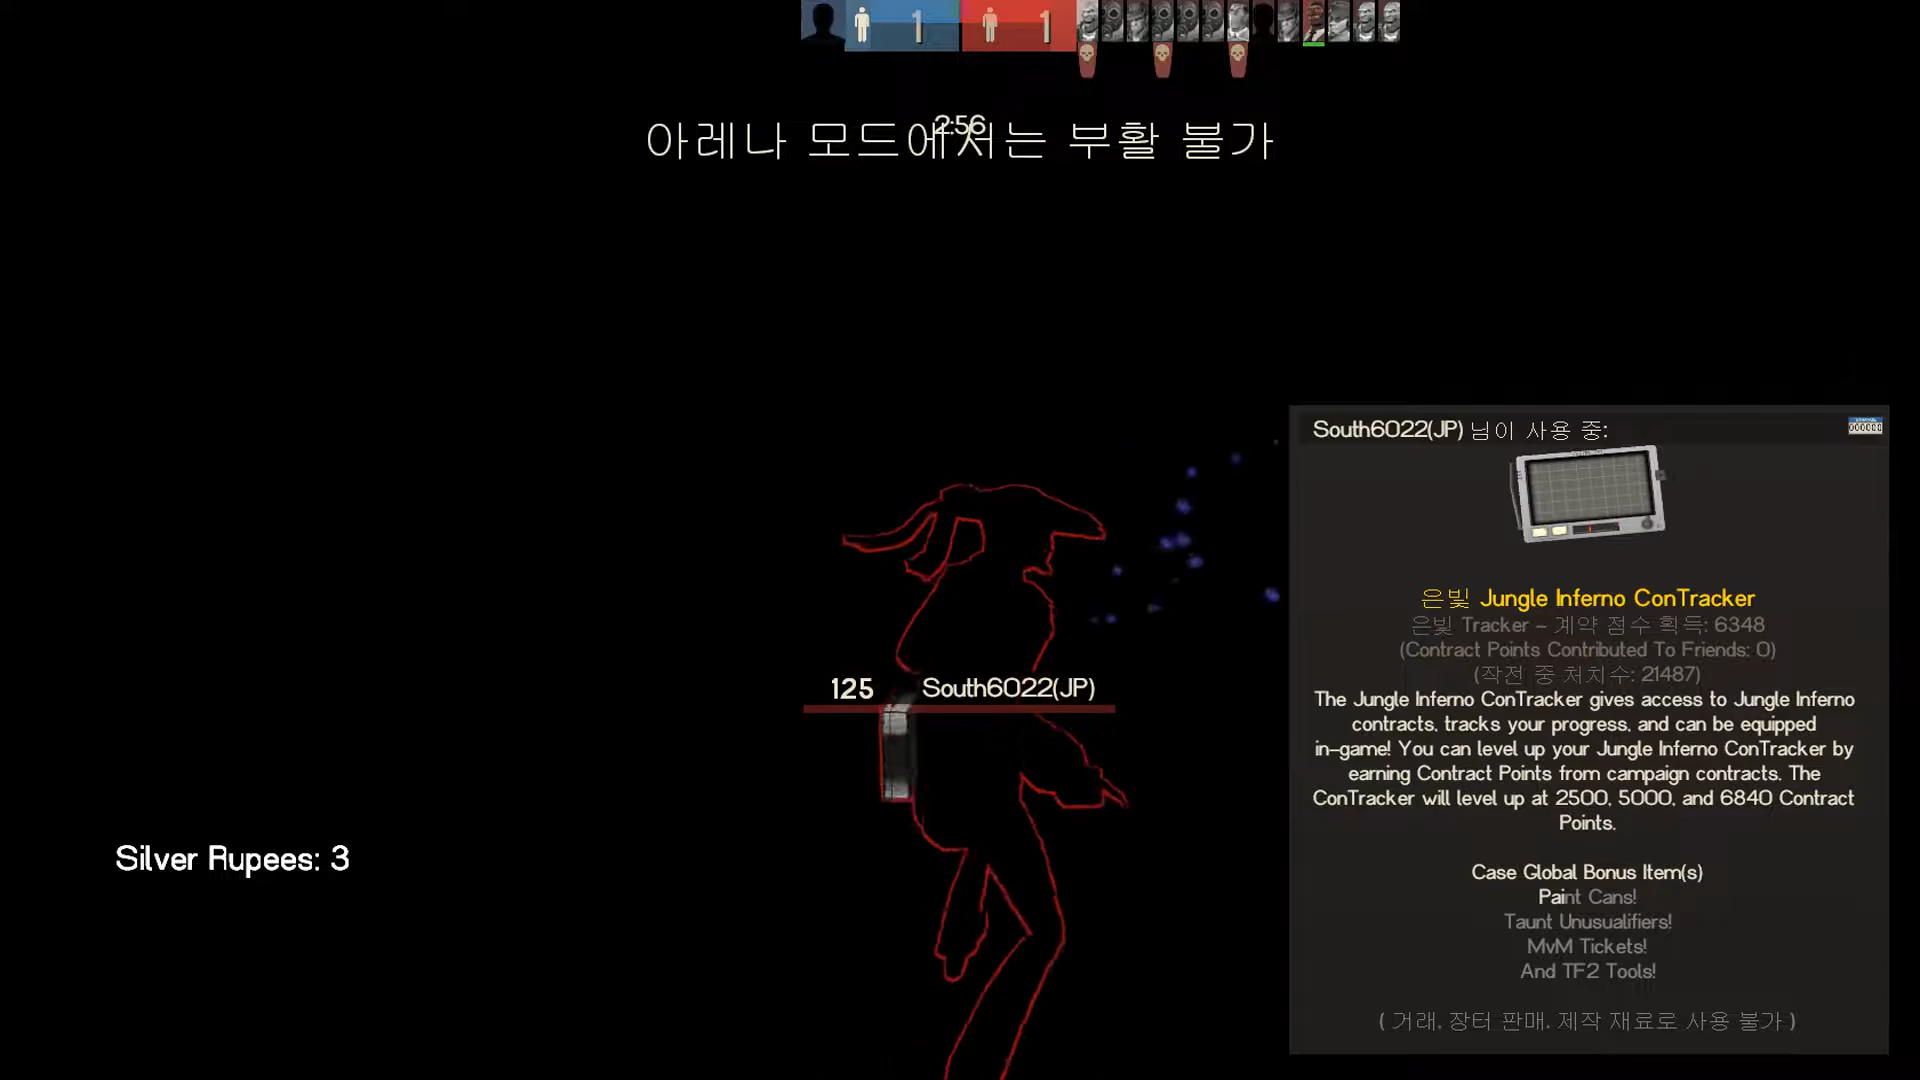 1 1
2:56
아레나 모드에서는 부활 불가
South6022(JP) 님이 사용 중:
000000
은빛 Jungle Inferno ConTracker
은빛 Tracker - 계약 점수 획득: 6348
(Contract Points Contributed To Friends: 0)
(작전 중 처치수: 21487)
The Jungle Inferno ConTracker gives access to Jungle Inferno
contracts, tracks your progress, and can be equipped
in-game! You can level up your Jungle Inferno ConTracker by
earning Contract Points from campaign contracts. The
ConTracker will level up at 2500, 5000, and 6840 Contract
Points.
Case Global Bonus Item(s)
Paint Cans!
Taunt Unusualifiers!
MvM Tickets!
And TF2 Tools!
( 거래, 장터 판매, 제작 재료로 사용 불가 )
125 South6022(JP)
Silver Rupees: 3